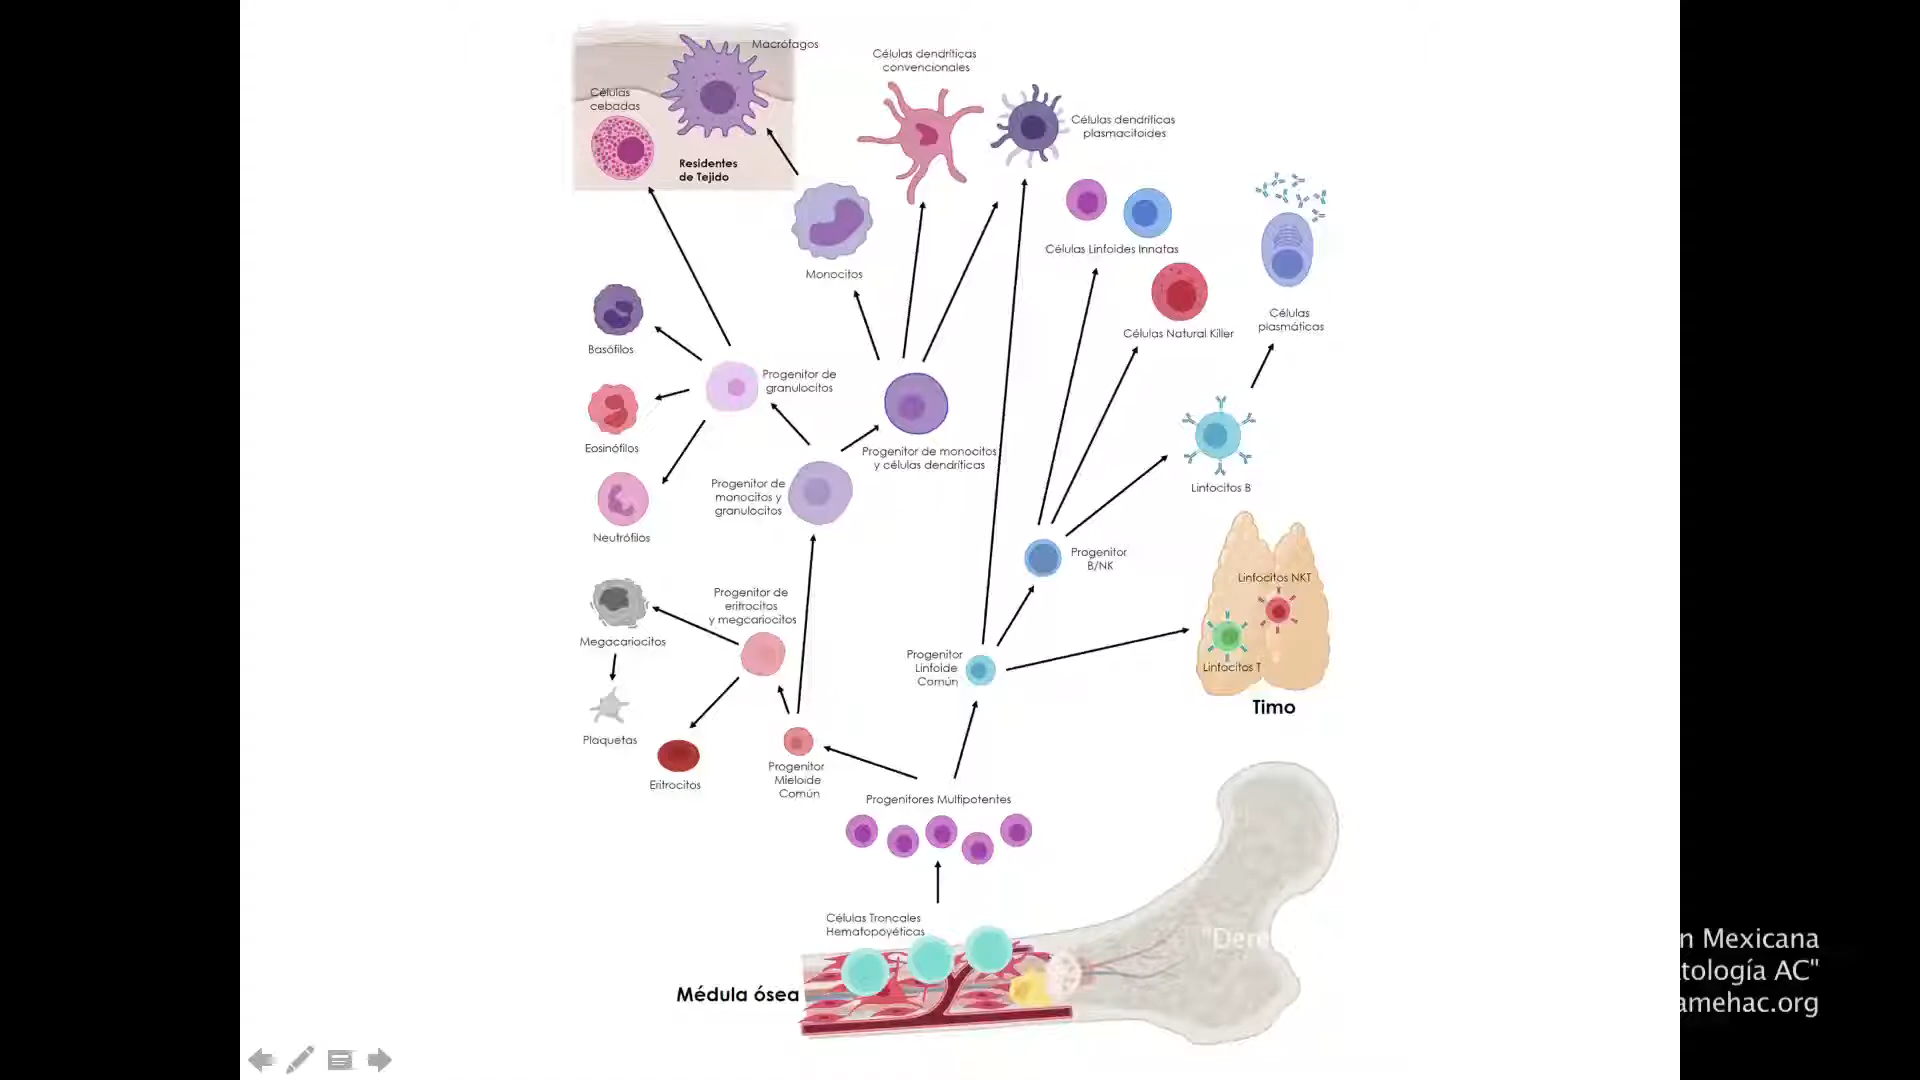 Macrófagos
Células
cebadas
Residentes
de Tejido
Células dendríticas
convencionales
Células dendríticas
plasmacitoides
Monocitos
Células Linfoides Innatas
Células Natural Killer
Células
plasmáticas
Basófilos
Progenitor de
granulocitos
Eosinófilos
Progenitor de monocitos
y células dendríticas
Linfocitos B
Progenitor de
monocitos y
granulocitos
Neutrófilos
Progenitor
B/NK
Linfocitos NKT
Linfocitos T
Timo
Progenitor de
eritrocitos
y megcariocitos
Megacariocitos
Progenitor
Linfoide
Común
Plaquetas
Eritrocitos
Progenitor
Mieloide
Común
Progenitores Multipotentes
Células Troncales
Hematopoyéticas
Médula ósea
"Dere
n Mexicana
tología AC"
amehac.org